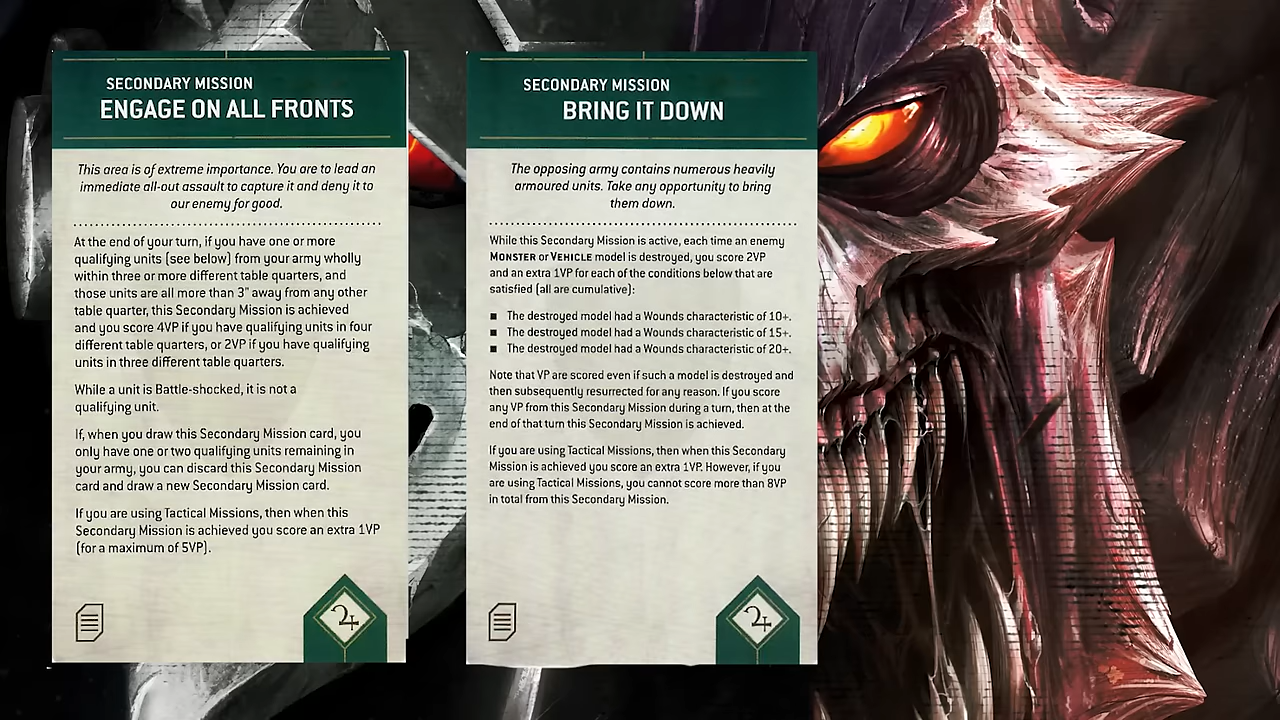 SECONDARY MISSION
ENGAGE ON ALL FRONTS
This area is of extreme importance. You are to lead an
immediate all-out assault to capture it and deny it to
our enemy for good.
At the end of your turn, if you have one or more
qualifying units (see below) from your army wholly
within three or more different table quarters, and
those units are all more than 3" away from any other
table quarter, this Secondary Mission is achieved
and you score 4VP if you have qualifying units in four
different table quarters, or 2VP if you have qualifying
units in three different table quarters.
While a unit is Battle-shocked, it is not a
qualifying unit.
If, when you draw this Secondary Mission card, you
only have one or two qualifying units remaining in
your army, you can discard this Secondary Mission
card and draw a new Secondary Mission card.
If you are using Tactical Missions, then when this
Secondary Mission is achieved you score an extra 1VP
(for a maximum of 5VP).
SECONDARY MISSION
BRING IT DOWN
The opposing army contains numerous heavily
armoured units. Take any opportunity to bring
them down.
While this Secondary Mission is active, each time an enemy
MONSTER or VEHICLE model is destroyed, you score 2VP
and an extra 1VP for each of the conditions below that are
satisfied (all are cumulative):
■ The destroyed model had a Wounds characteristic of 10+.
■ The destroyed model had a Wounds characteristic of 15+.
■ The destroyed model had a Wounds characteristic of 20+.
Note that VP are scored even if such a model is destroyed and
then subsequently resurrected for any reason. If you score
any VP from this Secondary Mission during a turn, then at the
end of that turn this Secondary Mission is achieved.
If you are using Tactical Missions, then when this Secondary
Mission is achieved you score an extra 1VP. However, if you
are using Tactical Missions, you cannot score more than 8VP
in total from this Secondary Mission.